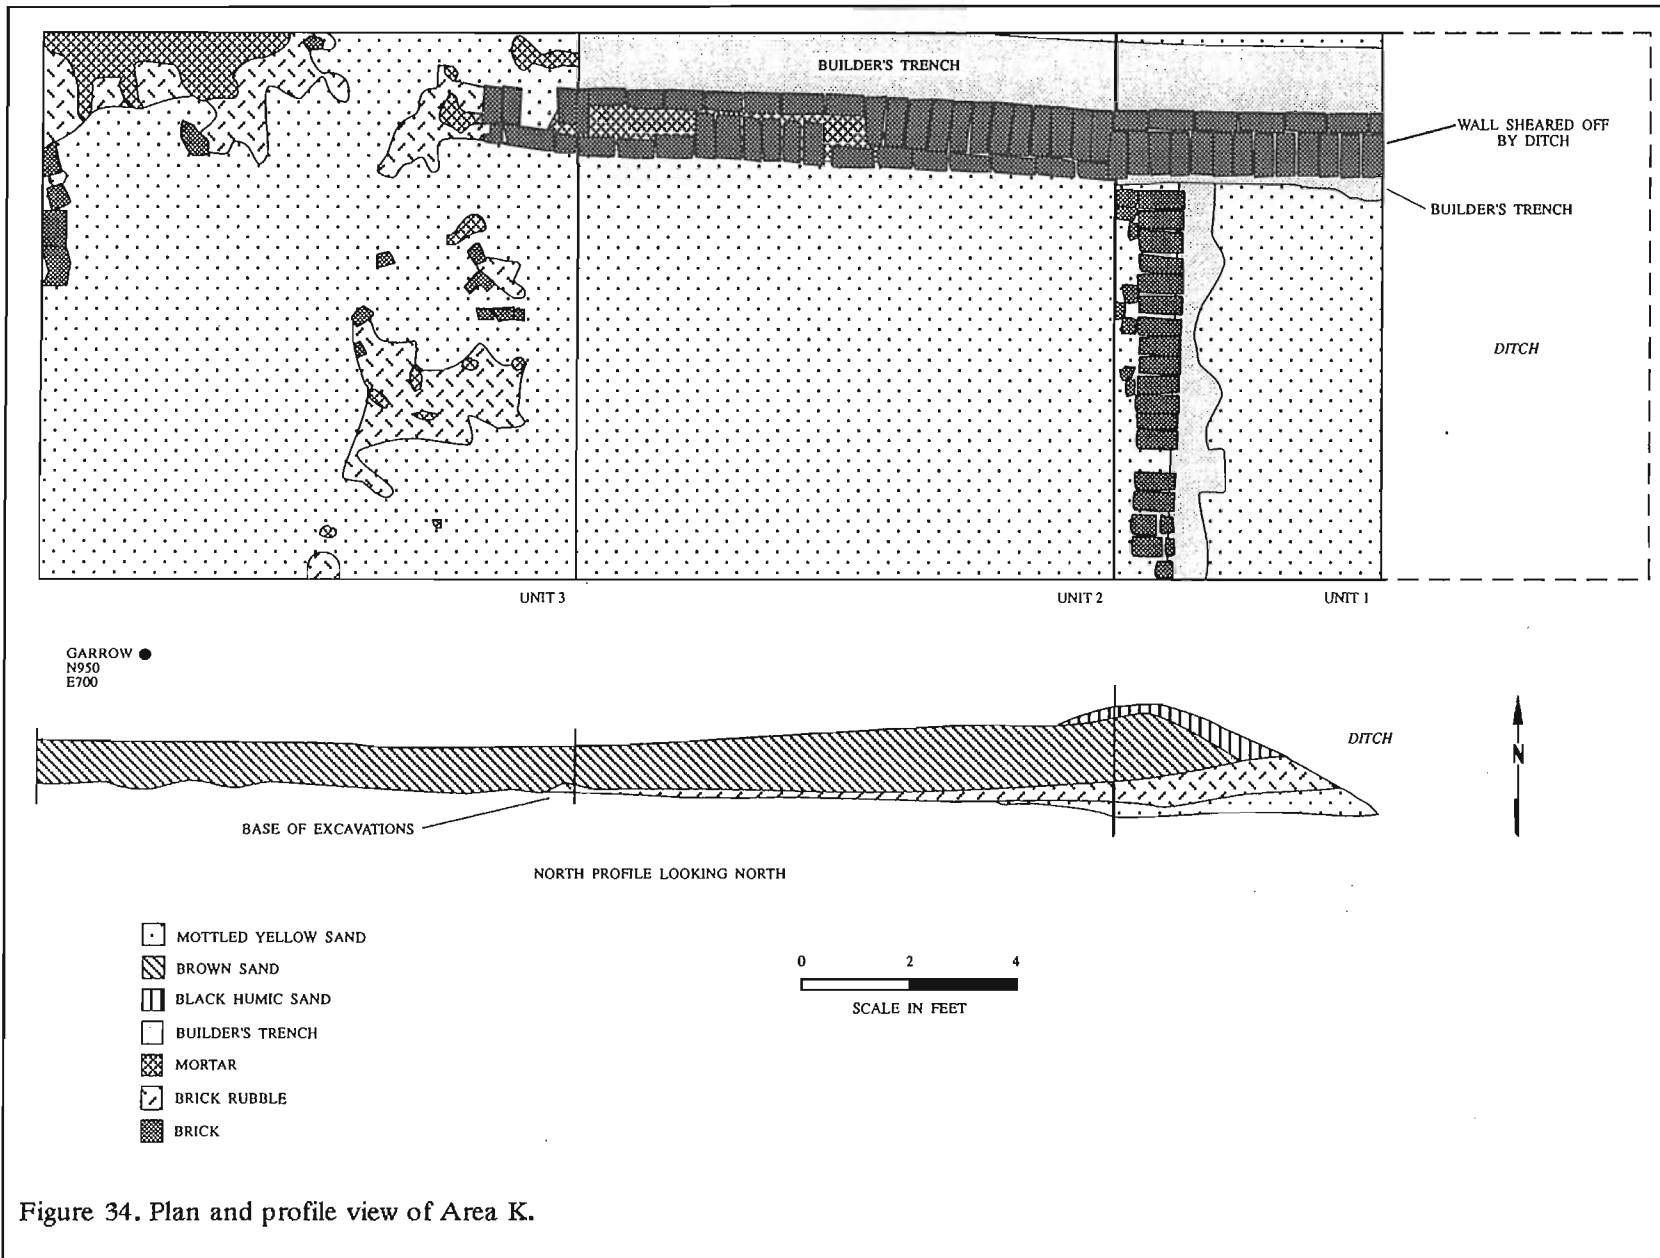 BUILDER'S TRENCH
WALL SHEARED OFF
BY DITCH
BUILDER'S TRENCH
DITCH
UNIT 3
UNIT 2
UNIT 1
GARROW
N950
E700
DITCH
N
BASE OF EXCAVATIONS
NORTH PROFILE LOOKING NORTH
MOTTLED YELLOW SAND
BROWN SAND
BLACK HUMIC SAND
BUILDER'S TRENCH
MORTAR
BRICK RUBBLE
BRICK
0 2 4
SCALE IN FEET
Figure 34. Plan and profile view of Area K.